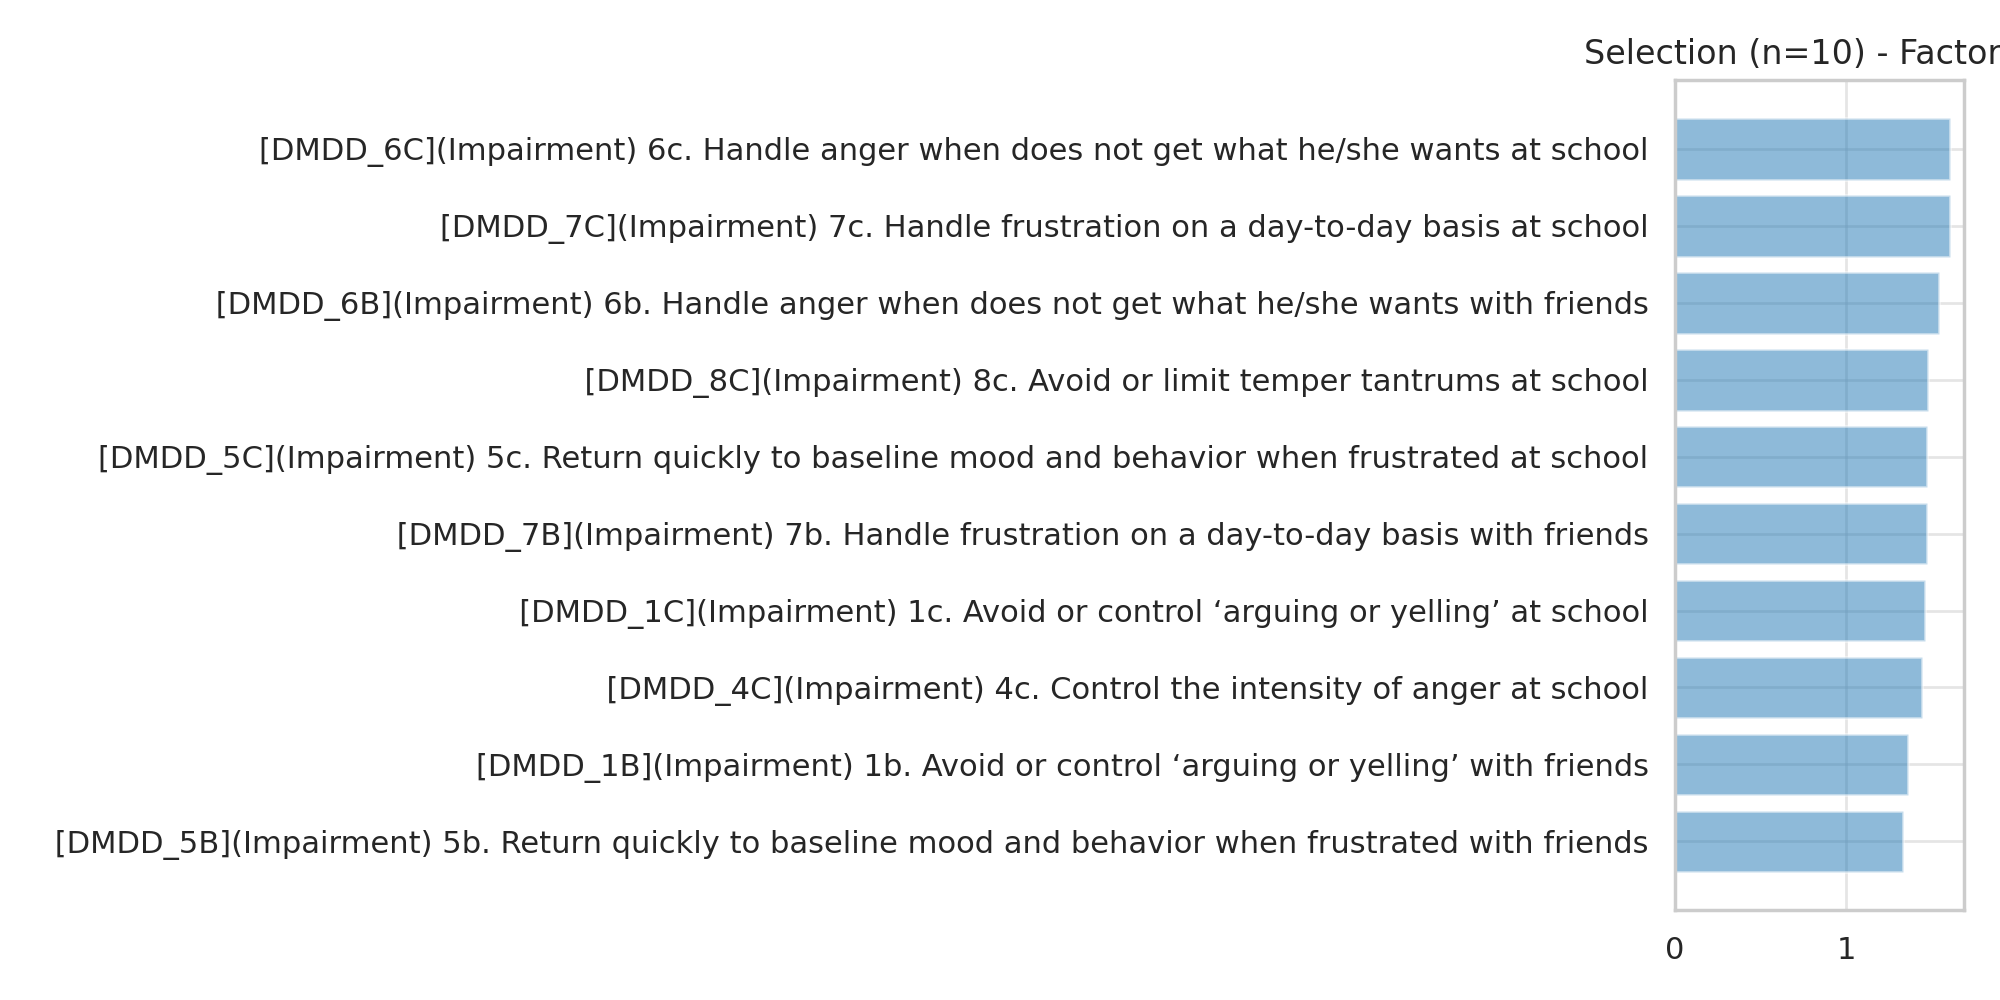 Selection (n=10) - Factor
[DMDD_6C](Impairment) 6c. Handle anger when does not get what he/she wants at school
[DMDD_7C](Impairment) 7c. Handle frustration on a day-to-day basis at school
[DMDD_6B](Impairment) 6b. Handle anger when does not get what he/she wants with friends
[DMDD_8C](Impairment) 8c. Avoid or limit temper tantrums at school
[DMDD_5C](Impairment) 5c. Return quickly to baseline mood and behavior when frustrated at school
[DMDD_7B](Impairment) 7b. Handle frustration on a day-to-day basis with friends
[DMDD_1C](Impairment) 1c. Avoid or control ‘arguing or yelling’ at school
[DMDD_4C](Impairment) 4c. Control the intensity of anger at school
[DMDD_1B](Impairment) 1b. Avoid or control ‘arguing or yelling’ with friends
[DMDD_5B](Impairment) 5b. Return quickly to baseline mood and behavior when frustrated with friends
0 1